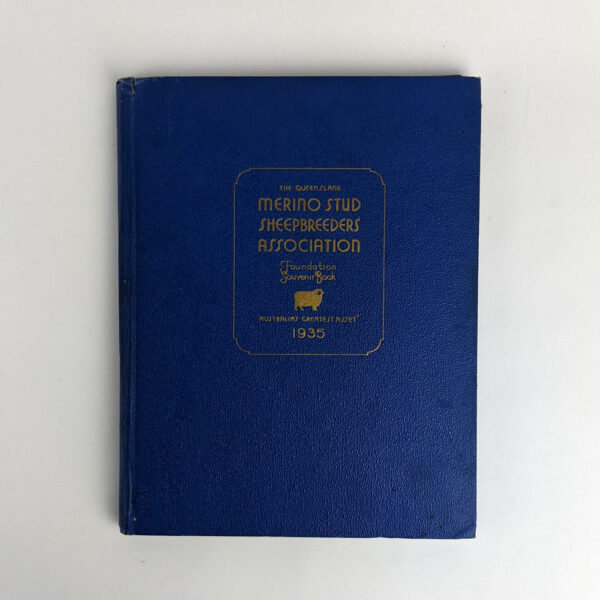 THE QUEENSLAND
MERINO STUD
SHEEPBREEDERS'
ASSOCIATION
Foundation
Souvenir Book
"AUSTRALIA'S GREATEST ASSET"
1935